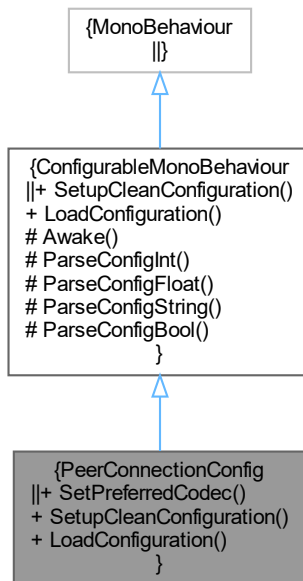 {MonoBehaviour
||}
{ConfigurableMonoBehaviour
||+ SetupCleanConfiguration()
+ LoadConfiguration()
# Awake()
# ParseConfigInt()
# ParseConfigFloat()
# ParseConfigString()
# ParseConfigBool()
}
{PeerConnectionConfig
||+ SetPreferredCodec()
+ SetupCleanConfiguration()
+ LoadConfiguration()
}